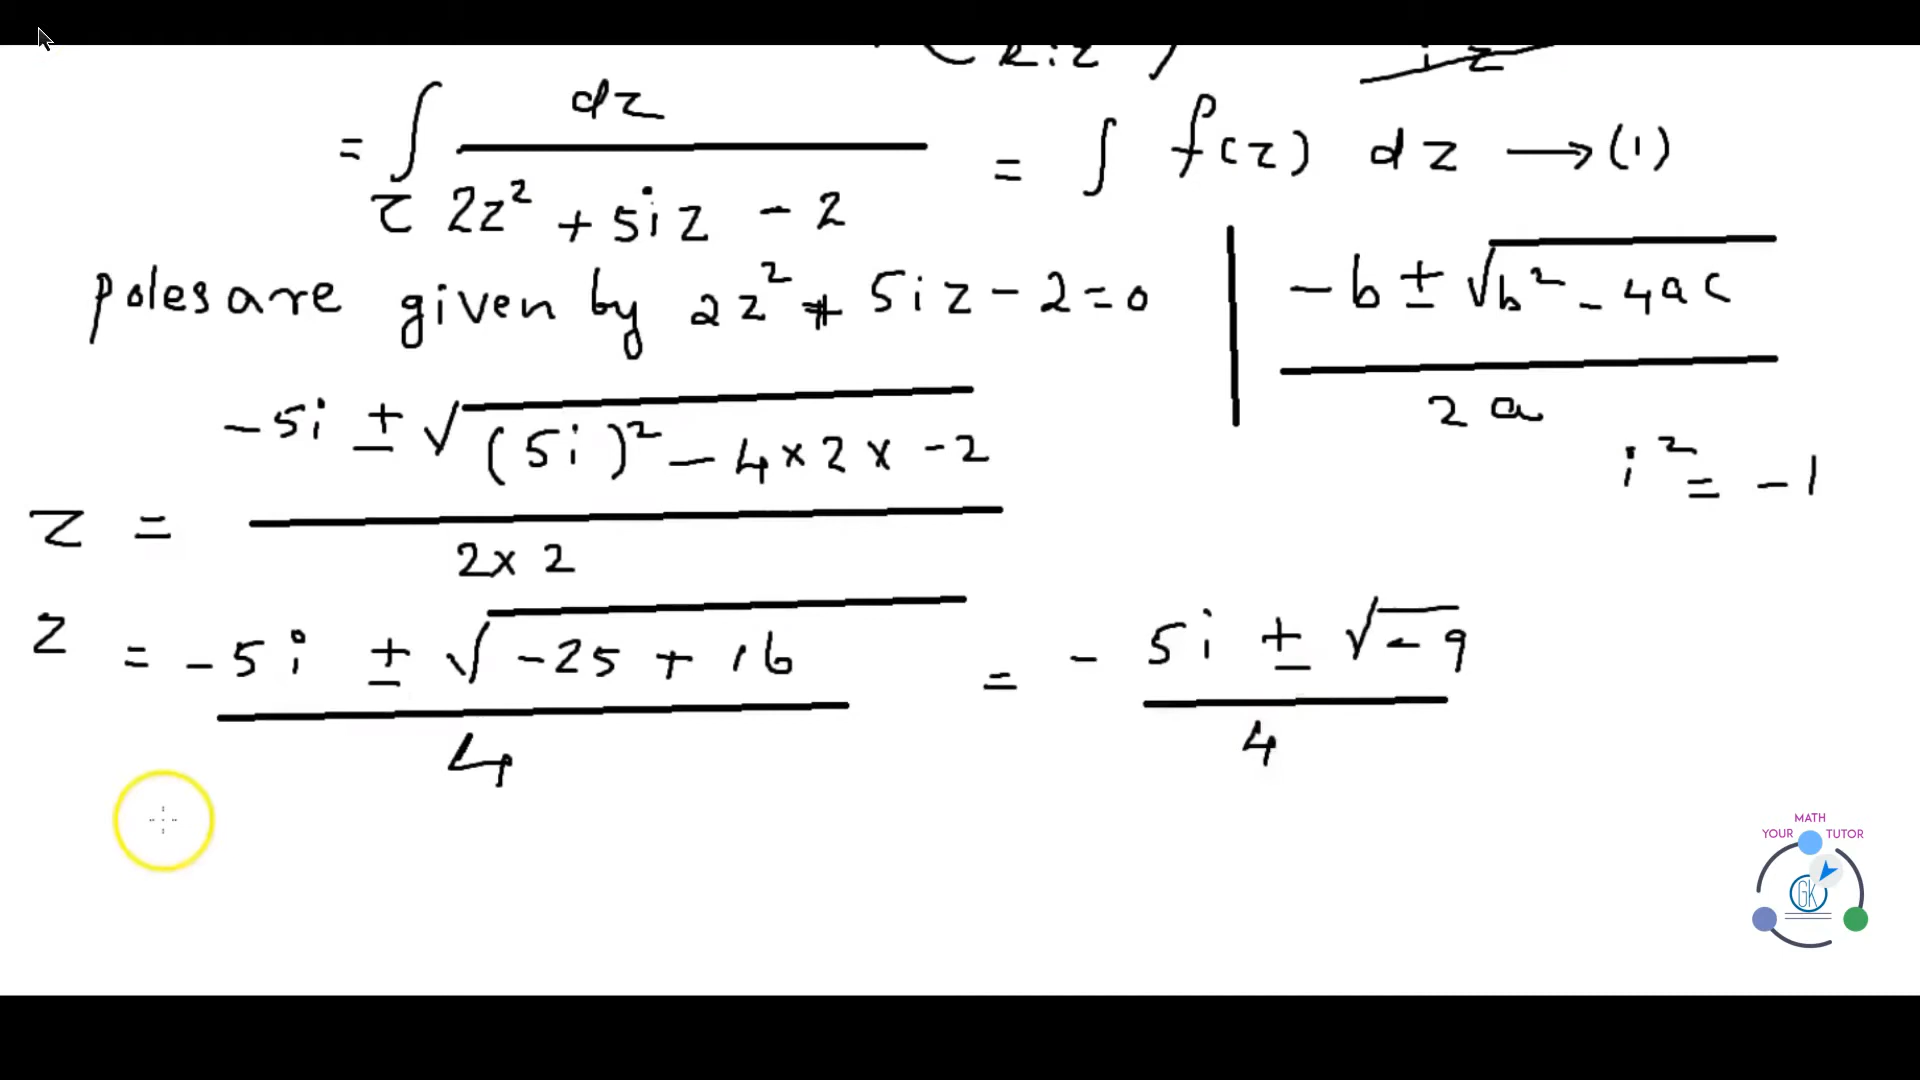 = ∫ dz / 2z² + 5iz - 2 = ∫ f(z) dz → (1)
poles are given by 2z² + 5iz - 2 = 0
-b ± √b² - 4ac / 2a
z = -5i ± √(5i)² - 4×2×-2 / 2×2
i² = -1
z = -5i ± √-25 + 16 / 4 = -5i ± √-9 / 4
MATH
YOUR TUTOR
GK